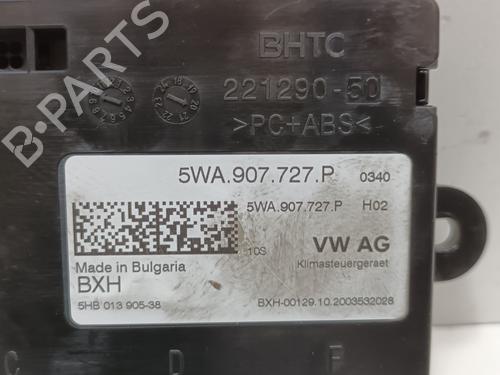 BHTC
221290-50
>PC+ABS<
5WA.907.727.P 0340
5WA.907.727.P H02
10S VW AG
Made in Bulgaria Klimasteuergeraet
BXH
5HB 013 905-38 BXH-00129.10.2003532028
C D E
B-Parts